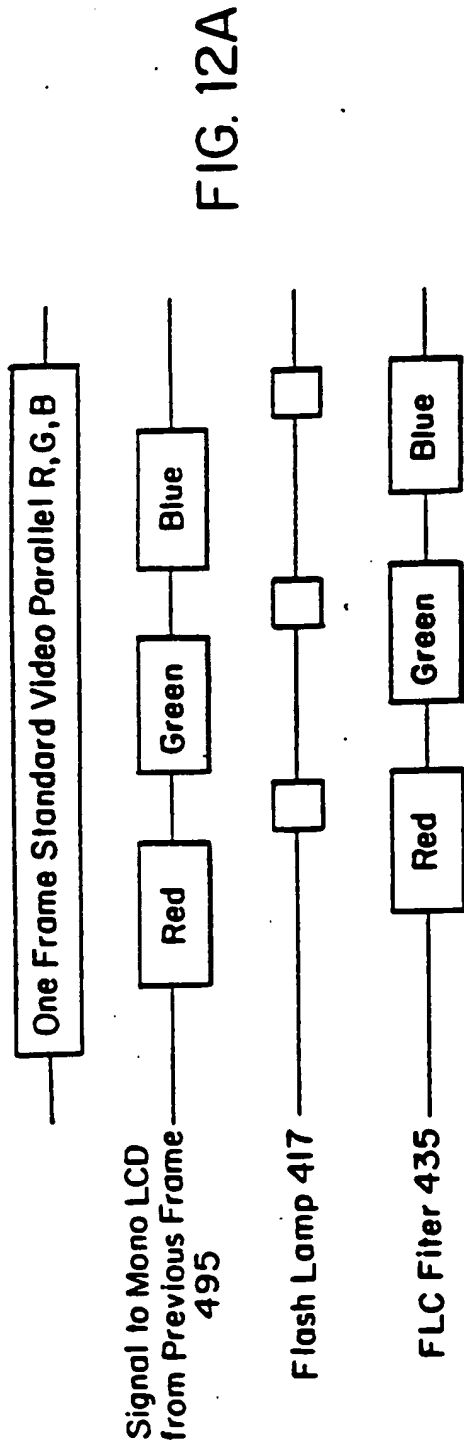 One Frame Standard Video Parallel R, G, B
Signal to Mono LCD
from Previous Frame
495
Red
Green
Blue
Flash Lamp 417
FLC Filter 435
Red
Green
Blue
FIG. 12A